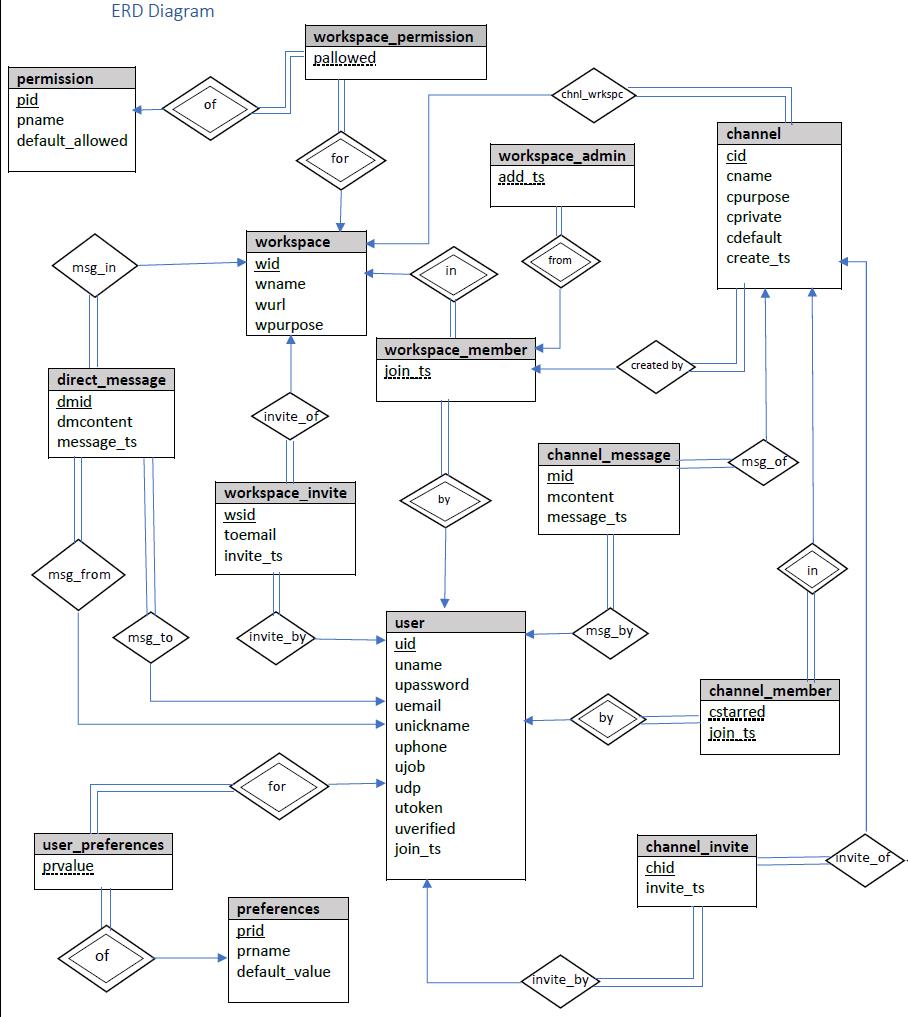 ERD Diagram
workspace_permission
pallowed
permission
pid
pname
default_allowed
of
for
chnl_wrkspc
channel
cid
cname
cpurpose
cprivate
cdefault
create_ts
workspace_admin
add_ts
from
workspace
wid
wname
wurl
wpurpose
msg_in
in
workspace_member
join_ts
created by
direct_message
dmid
dmcontent
message_ts
invite_of
channel_message
mid
mcontent
message_ts
msg_of
workspace_invite
wsid
toemail
invite_ts
by
msg_from
in
msg_to
invite_by
user
uid
uname
upassword
uemail
unickname
uphone
ujob
udp
utoken
uverified
join_ts
msg_by
channel_member
cstarred
join_ts
by
for
user_preferences
prvalue
channel_invite
chid
invite_ts
invite_of
preferences
prid
prname
default_value
of
invite_by